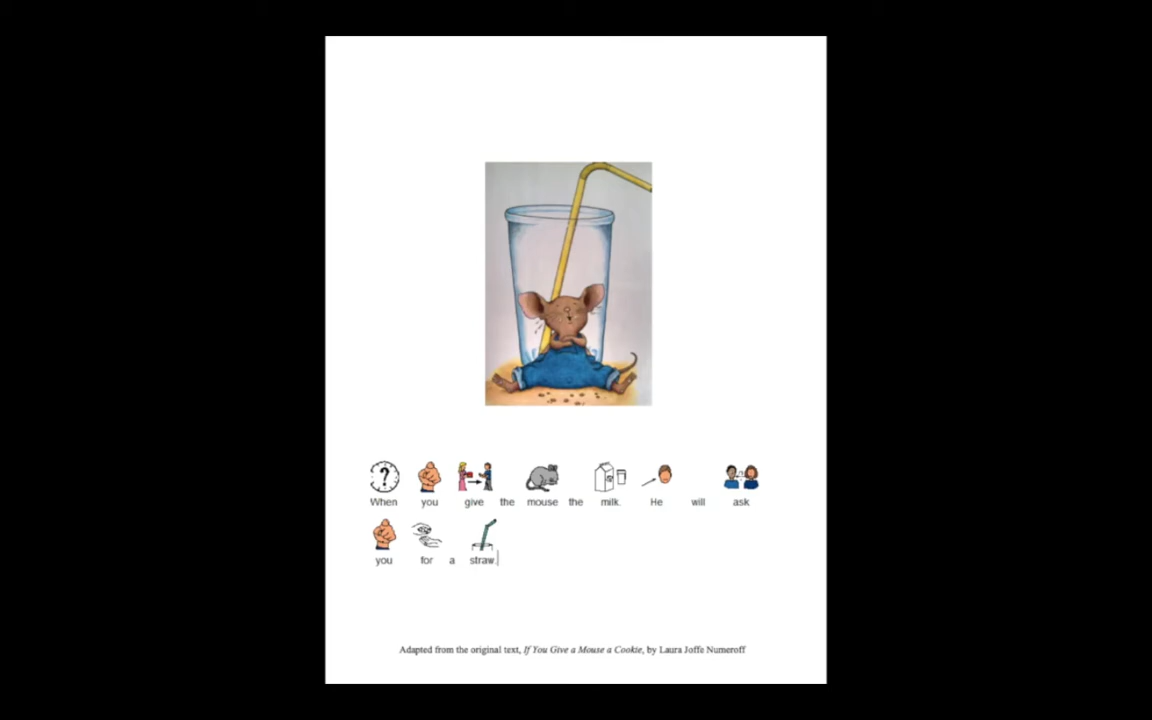 When you give the mouse the milk. He will ask
you for a straw.
Adapted from the original text, If You Give a Mouse a Cookie, by Laura Joffe Numeroff